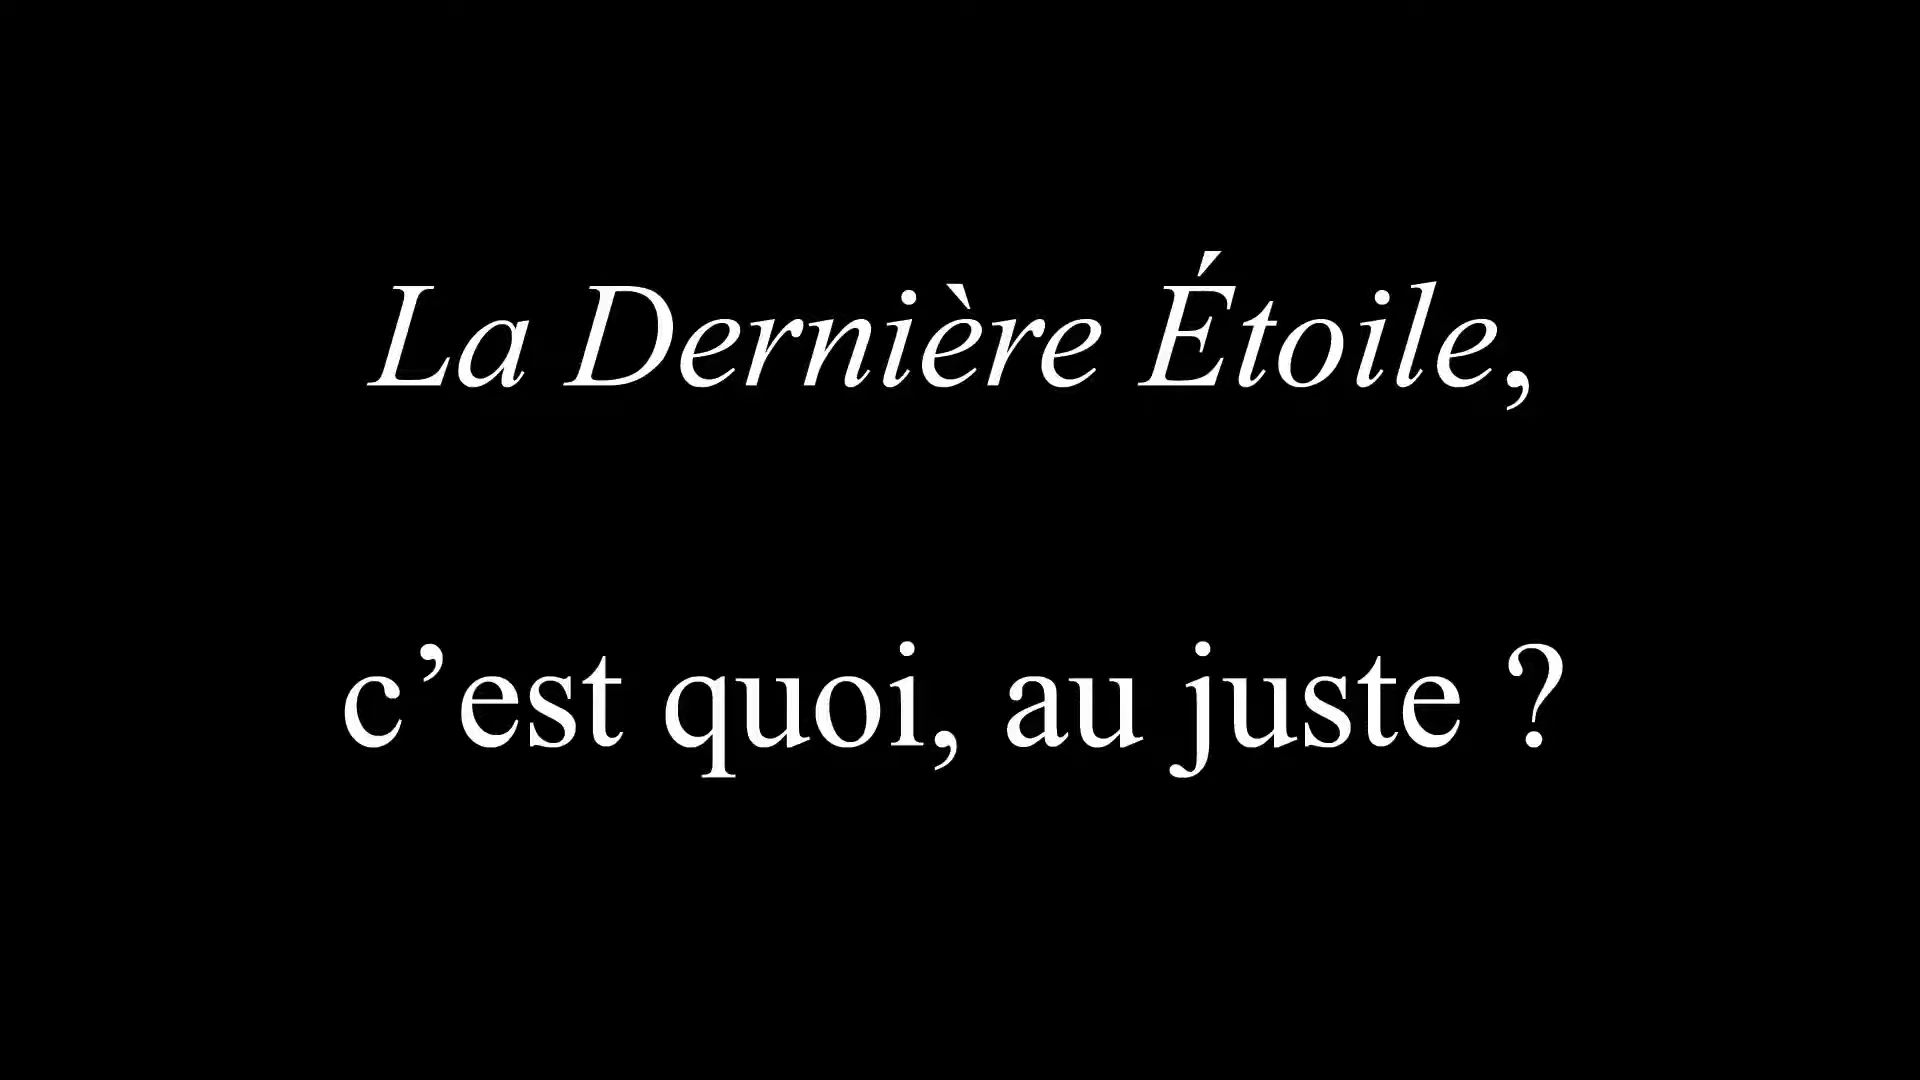 La Dernière Étoile,
c’est quoi, au juste ?